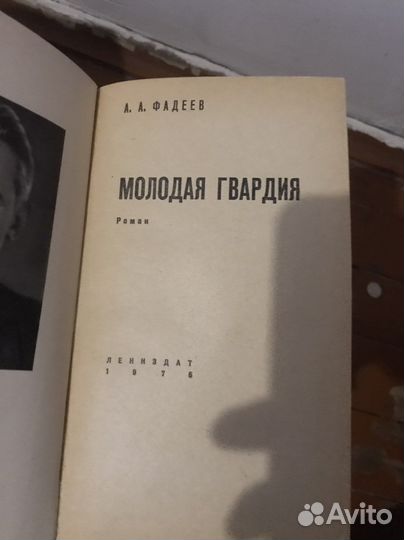 А. А. ФАДЕЕВ
МОЛОДАЯ ГВАРДИЯ
Роман
ЛЕНИЗДАТ
1976
Avito